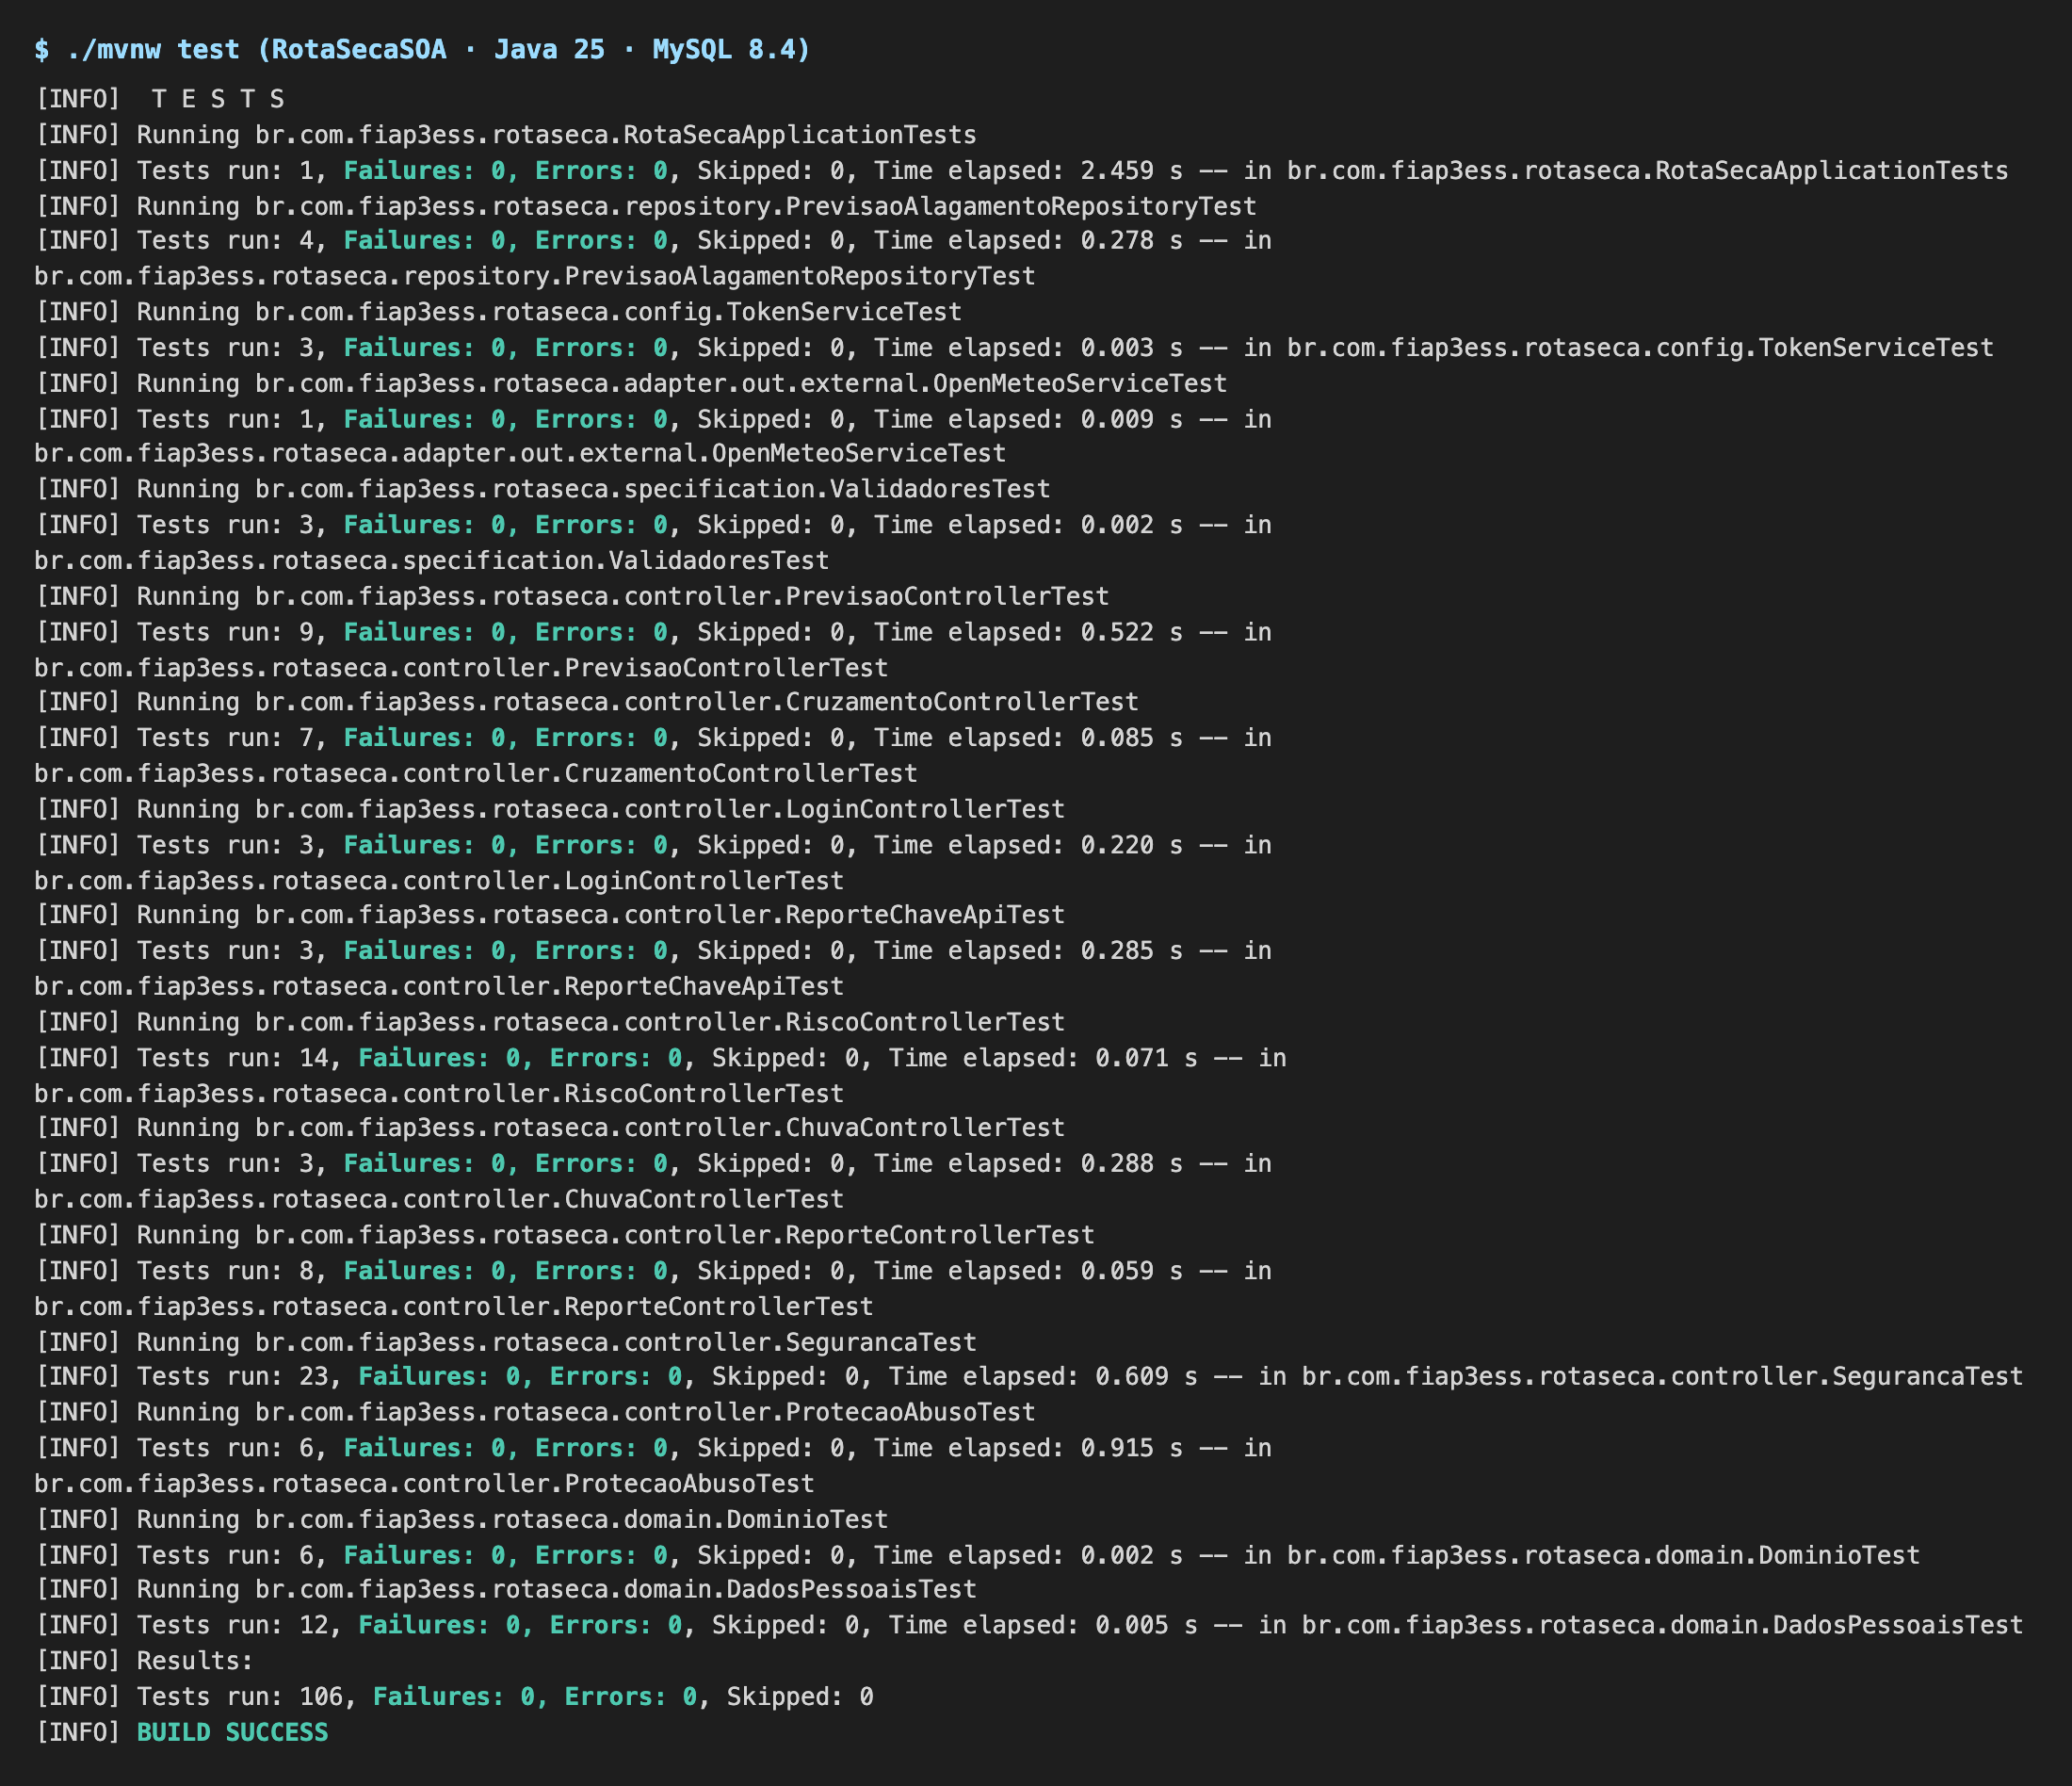 $ ./mvnw test (RotaSecaSOA · Java 25 · MySQL 8.4)
[INFO]  T E S T S
[INFO] Running br.com.fiap3ess.rotaseca.RotaSecaApplicationTests
[INFO] Tests run: 1, Failures: 0, Errors: 0, Skipped: 0, Time elapsed: 2.459 s -- in br.com.fiap3ess.rotaseca.RotaSecaApplicationTests
[INFO] Running br.com.fiap3ess.rotaseca.repository.PrevisaoAlagamentoRepositoryTest
[INFO] Tests run: 4, Failures: 0, Errors: 0, Skipped: 0, Time elapsed: 0.278 s -- in
br.com.fiap3ess.rotaseca.repository.PrevisaoAlagamentoRepositoryTest
[INFO] Running br.com.fiap3ess.rotaseca.config.TokenServiceTest
[INFO] Tests run: 3, Failures: 0, Errors: 0, Skipped: 0, Time elapsed: 0.003 s -- in br.com.fiap3ess.rotaseca.config.TokenServiceTest
[INFO] Running br.com.fiap3ess.rotaseca.adapter.out.external.OpenMeteoServiceTest
[INFO] Tests run: 1, Failures: 0, Errors: 0, Skipped: 0, Time elapsed: 0.009 s -- in
br.com.fiap3ess.rotaseca.adapter.out.external.OpenMeteoServiceTest
[INFO] Running br.com.fiap3ess.rotaseca.specification.ValidadoresTest
[INFO] Tests run: 3, Failures: 0, Errors: 0, Skipped: 0, Time elapsed: 0.002 s -- in
br.com.fiap3ess.rotaseca.specification.ValidadoresTest
[INFO] Running br.com.fiap3ess.rotaseca.controller.PrevisaoControllerTest
[INFO] Tests run: 9, Failures: 0, Errors: 0, Skipped: 0, Time elapsed: 0.522 s -- in
br.com.fiap3ess.rotaseca.controller.PrevisaoControllerTest
[INFO] Running br.com.fiap3ess.rotaseca.controller.CruzamentoControllerTest
[INFO] Tests run: 7, Failures: 0, Errors: 0, Skipped: 0, Time elapsed: 0.085 s -- in
br.com.fiap3ess.rotaseca.controller.CruzamentoControllerTest
[INFO] Running br.com.fiap3ess.rotaseca.controller.LoginControllerTest
[INFO] Tests run: 3, Failures: 0, Errors: 0, Skipped: 0, Time elapsed: 0.220 s -- in
br.com.fiap3ess.rotaseca.controller.LoginControllerTest
[INFO] Running br.com.fiap3ess.rotaseca.controller.ReporteChaveApiTest
[INFO] Tests run: 3, Failures: 0, Errors: 0, Skipped: 0, Time elapsed: 0.285 s -- in
br.com.fiap3ess.rotaseca.controller.ReporteChaveApiTest
[INFO] Running br.com.fiap3ess.rotaseca.controller.RiscoControllerTest
[INFO] Tests run: 14, Failures: 0, Errors: 0, Skipped: 0, Time elapsed: 0.071 s -- in
br.com.fiap3ess.rotaseca.controller.RiscoControllerTest
[INFO] Running br.com.fiap3ess.rotaseca.controller.ChuvaControllerTest
[INFO] Tests run: 3, Failures: 0, Errors: 0, Skipped: 0, Time elapsed: 0.288 s -- in
br.com.fiap3ess.rotaseca.controller.ChuvaControllerTest
[INFO] Running br.com.fiap3ess.rotaseca.controller.ReporteControllerTest
[INFO] Tests run: 8, Failures: 0, Errors: 0, Skipped: 0, Time elapsed: 0.059 s -- in
br.com.fiap3ess.rotaseca.controller.ReporteControllerTest
[INFO] Running br.com.fiap3ess.rotaseca.controller.SegurancaTest
[INFO] Tests run: 23, Failures: 0, Errors: 0, Skipped: 0, Time elapsed: 0.609 s -- in br.com.fiap3ess.rotaseca.controller.SegurancaTest
[INFO] Running br.com.fiap3ess.rotaseca.controller.ProtecaoAbusoTest
[INFO] Tests run: 6, Failures: 0, Errors: 0, Skipped: 0, Time elapsed: 0.915 s -- in
br.com.fiap3ess.rotaseca.controller.ProtecaoAbusoTest
[INFO] Running br.com.fiap3ess.rotaseca.domain.DominioTest
[INFO] Tests run: 6, Failures: 0, Errors: 0, Skipped: 0, Time elapsed: 0.002 s -- in br.com.fiap3ess.rotaseca.domain.DominioTest
[INFO] Running br.com.fiap3ess.rotaseca.domain.DadosPessoaisTest
[INFO] Tests run: 12, Failures: 0, Errors: 0, Skipped: 0, Time elapsed: 0.005 s -- in br.com.fiap3ess.rotaseca.domain.DadosPessoaisTest
[INFO] Results:
[INFO] Tests run: 106, Failures: 0, Errors: 0, Skipped: 0
[INFO] BUILD SUCCESS